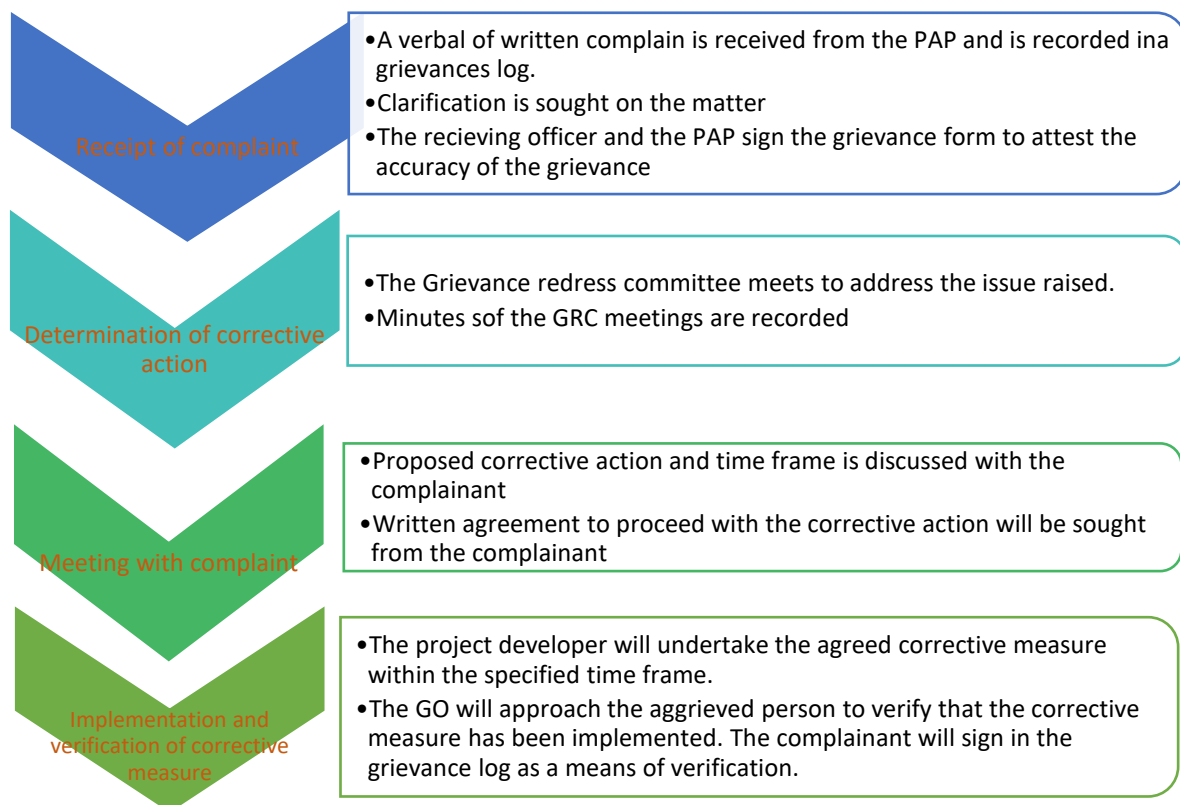 Receipt of complaint
•A verbal of written complain is received from the PAP and is recorded ina
grievances log.
•Clarification is sought on the matter
•The recieving officer and the PAP sign the grievance form to attest the
accuracy of the grievance
Determination of corrective
action
•The Grievance redress committee meets to address the issue raised.
•Minutes sof the GRC meetings are recorded
Meeting with complaint
•Proposed corrective action and time frame is discussed with the
complainant
•Written agreement to proceed with the corrective action will be sought
from the complainant
Implementation and
verification of corrective
measure
•The project developer will undertake the agreed corrective measure
within the specified time frame.
•The GO will approach the aggrieved person to verify that the corrective
measure has been implemented. The complainant will sign in the
grievance log as a means of verification.